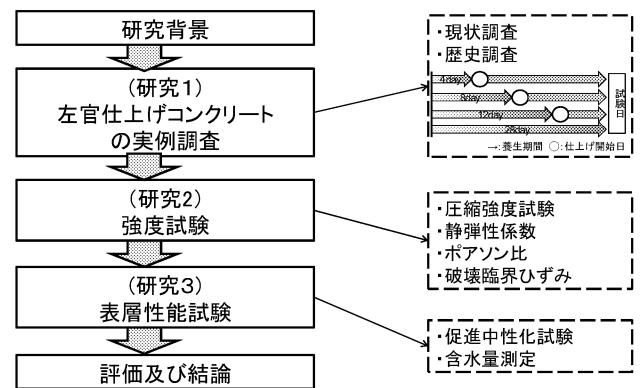 研究背景
(研究1)
左官仕上げコンクリート
の実例調査
(研究2)
強度試験
(研究3)
表層性能試験
評価及び結論
・現状調査
・歴史調査
4day
8day
12day
28day
試験日
→:養生期間 ○:仕上げ開始日
・圧縮強度試験
・静弾性係数
・ポアソン比
・破壊臨界ひずみ
・促進中性化試験
・含水量測定